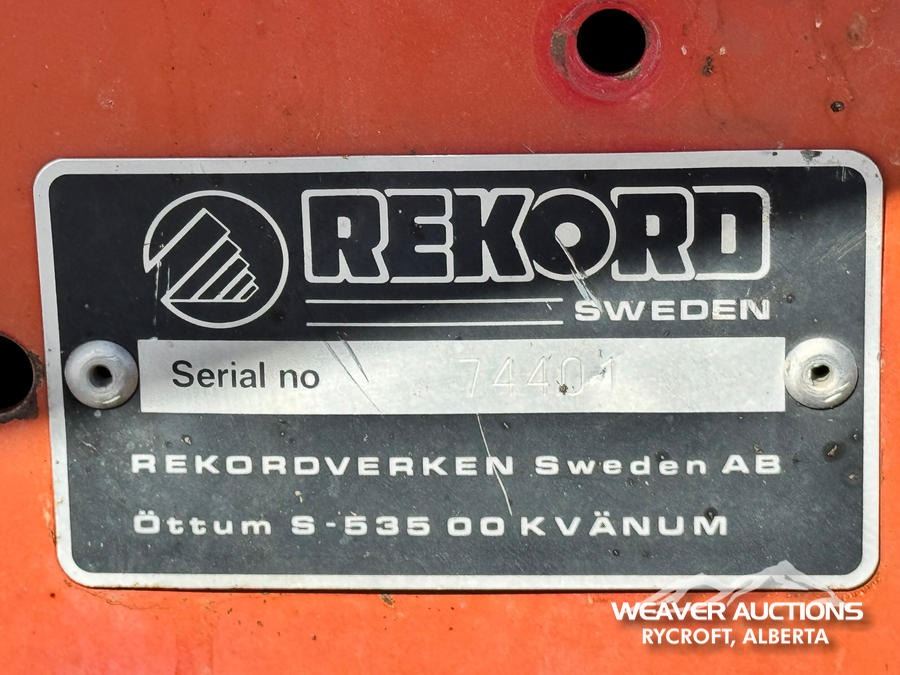 REKORD
SWEDEN
Serial no 74401
REKORDVERKEN Sweden AB
Öttum S-535 00 KVÄNUM
WEAVER AUCTIONS
RYCROFT, ALBERTA